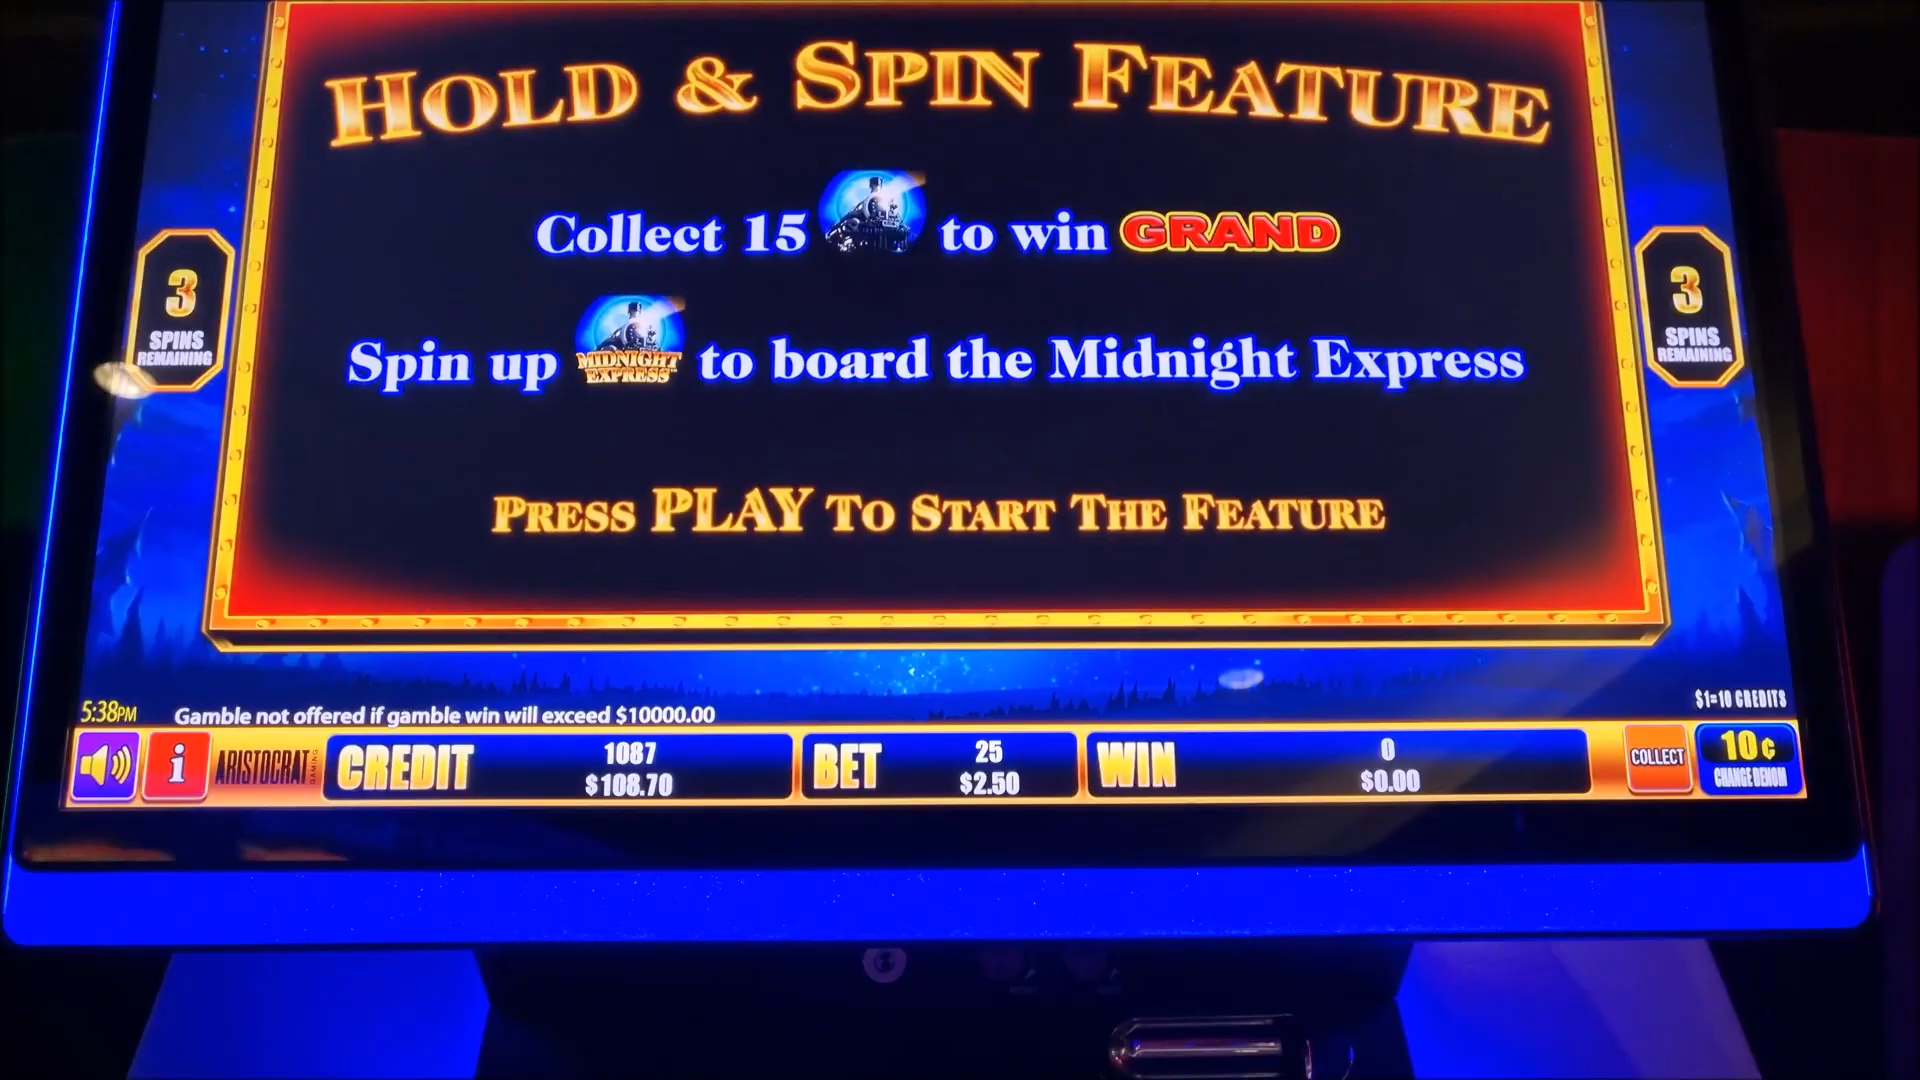 HOLD & SPIN FEATURE
Collect 15 to win GRAND
3
SPINS
REMAINING
3
SPINS
REMAINING
Spin up MIDNIGHT EXPRESS™ to board the Midnight Express
PRESS PLAY TO START THE FEATURE
5:38PM Gamble not offered if gamble win will exceed $10000.00
$1=10 CREDITS
i ARISTOCRAT GAMING CREDIT 1087 $108.70 BET 25 $2.50 WIN 0 $0.00 COLLECT 10¢ CHANGE DENOM